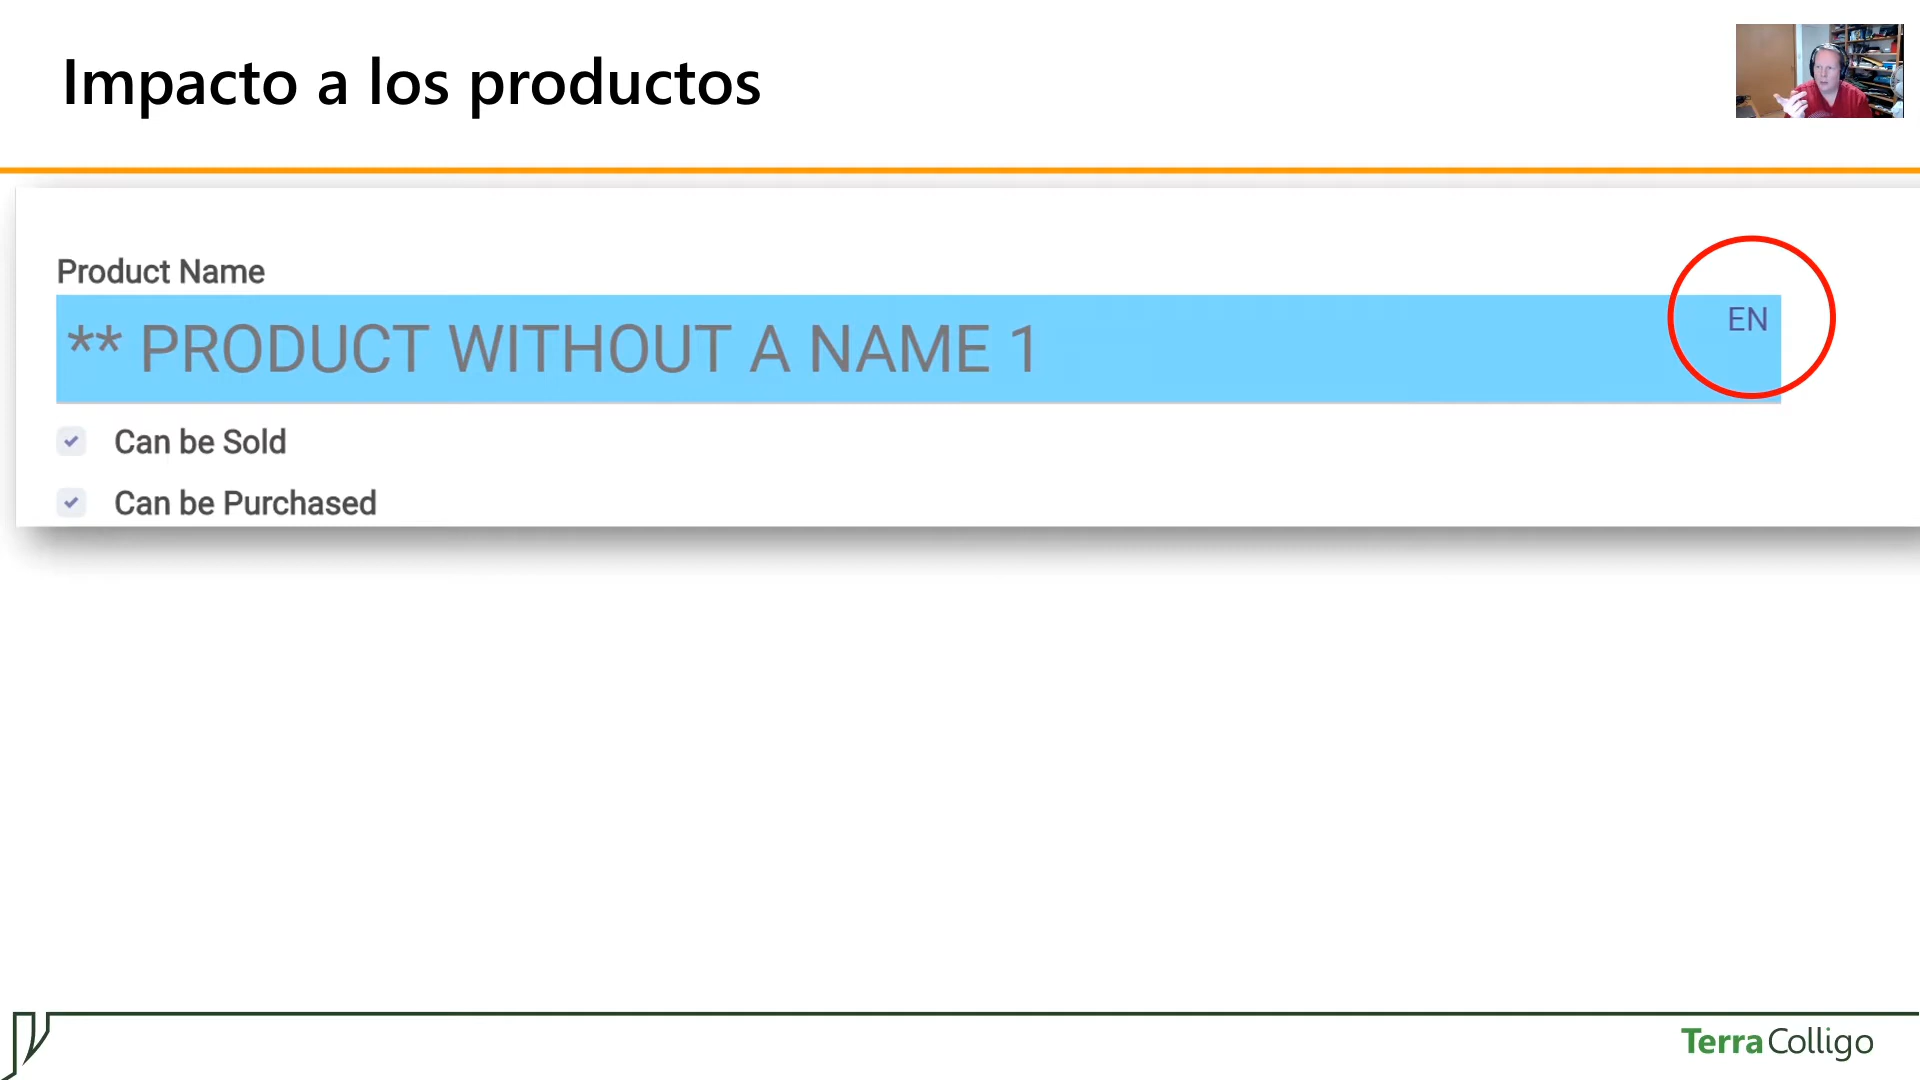 Impacto a los productos
Product Name
** PRODUCT WITHOUT A NAME 1
EN
Can be Sold
Can be Purchased
TerraColligo